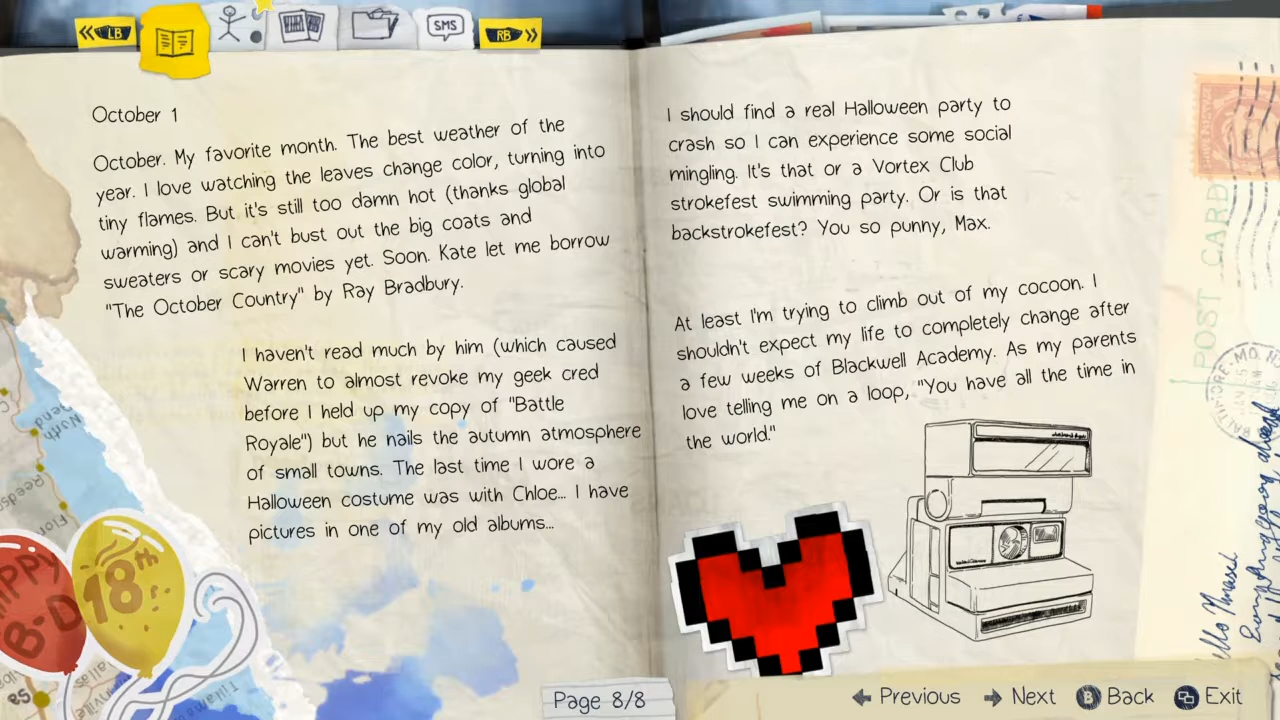 LB
SMS
RB
October 1
October. My favorite month. The best weather of the
year. I love watching the leaves change color, turning into
tiny flames. But it's still too damn hot (thanks global
warming) and I can't bust out the big coats and
sweaters or scary movies yet. Soon. Kate let me borrow
"The October Country" by Ray Bradbury.
I haven't read much by him (which caused
Warren to almost revoke my geek cred
before I held up my copy of "Battle
Royale") but he nails the autumn atmosphere
of small towns. The last time I wore a
Halloween costume was with Chloe... I have
pictures in one of my old albums...
I should find a real Halloween party to
crash so I can experience some social
mingling. It's that or a Vortex Club
strokefest swimming party. Or is that
backstrokefest? You so punny, Max.
At least I'm trying to climb out of my cocoon. I
shouldn't expect my life to completely change after
a few weeks of Blackwell Academy. As my parents
love telling me on a loop, "You have all the time in
the world."
B-D
18th
North
Bend
POST CARD
Page 8/8
Previous
Next
B Back
Exit